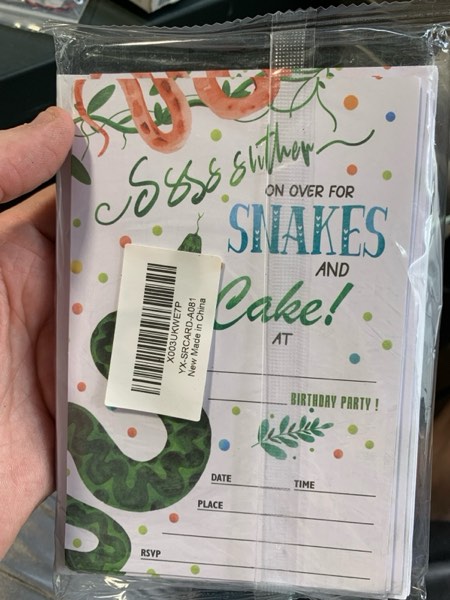 Ssss slither
ON OVER FOR
SNAKES
AND
Cake!
AT
BIRTHDAY PARTY !
DATE TIME
PLACE
RSVP
X003UKWE7P
YX-SRCARD-A081
New Made in China